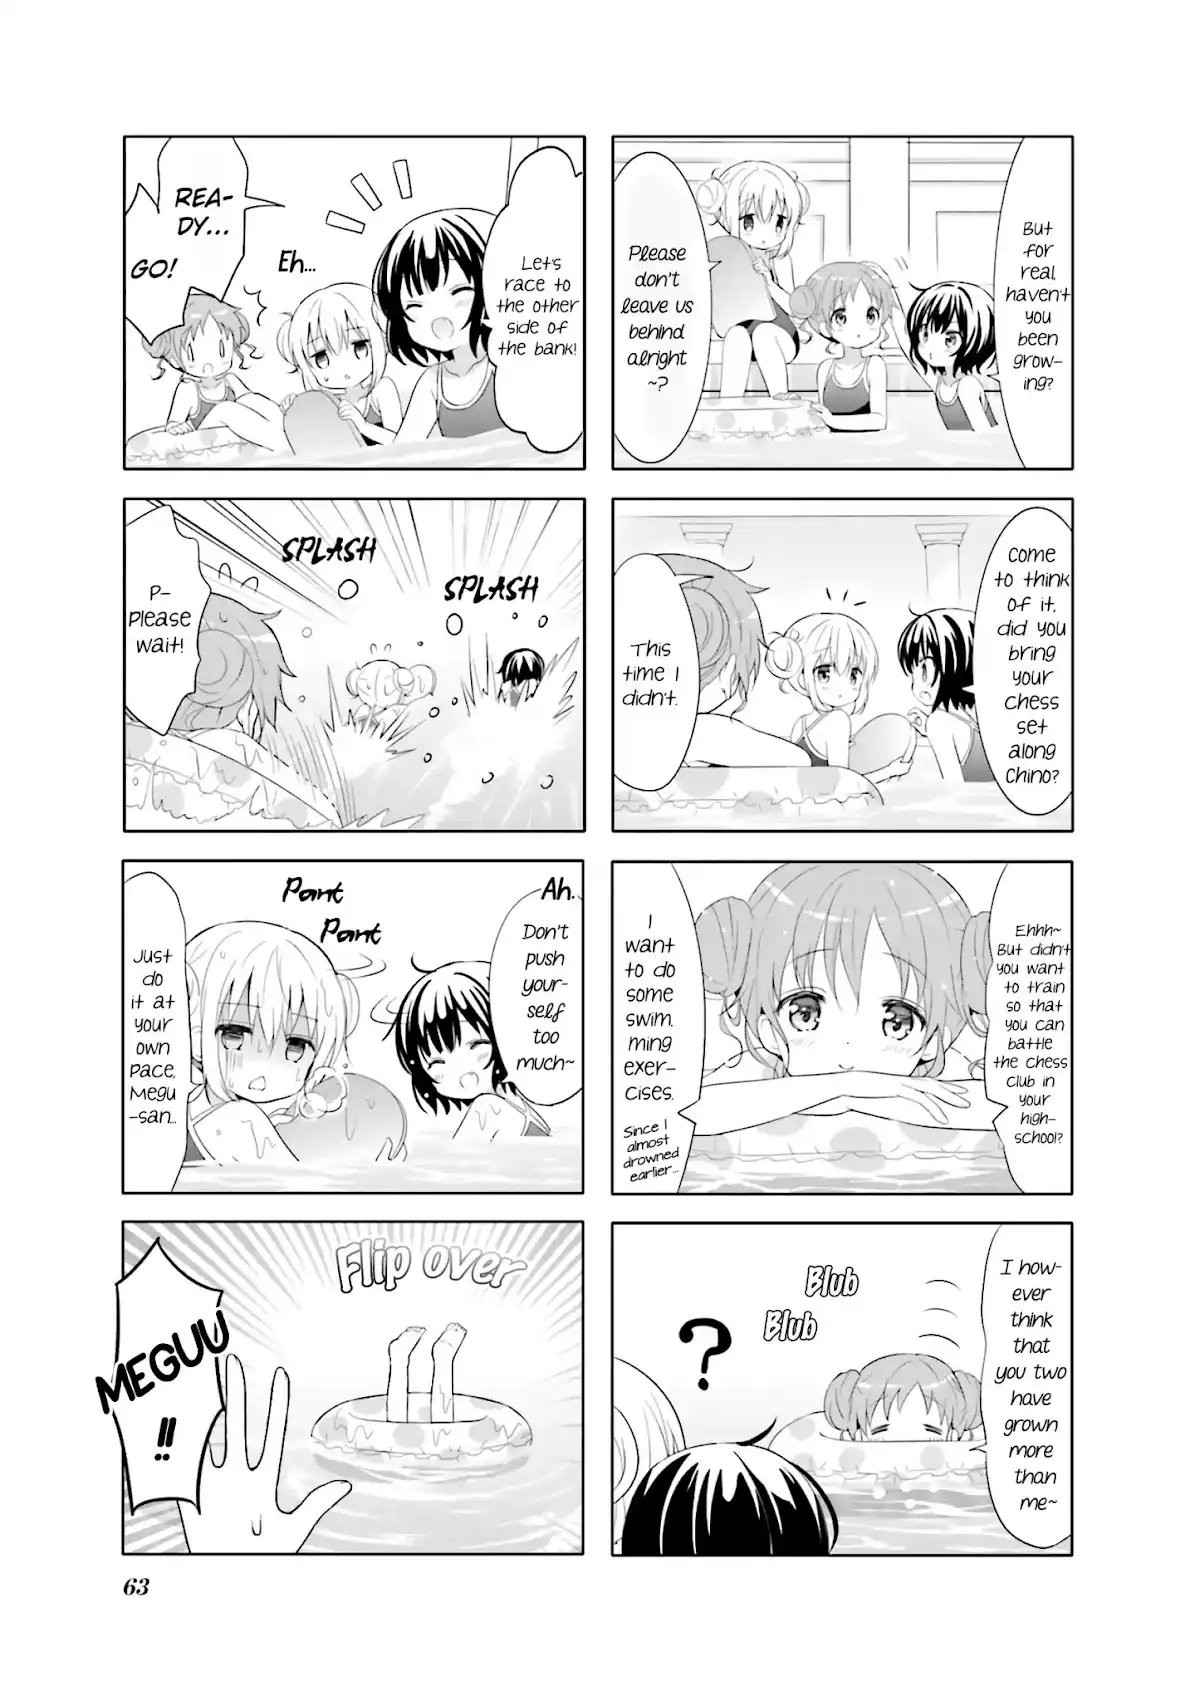 But
for
real,
haven't
you
been
grow-
ing?
Please
don't
leave us
behind
alright
~?
Come
to think
of it,
did you
bring
your
chess
set
along
Chino?
This
time I
didn't.
Ehhh~
But didn't
you want
to train
so that
you can
battle
the chess
club in
your
high-
school?
I
want
to do
some
swim.
ming
exer-
cises.
Since I
almost
drowned
earlier...
I how-
ever
think
that
you two
have
grown
more
than
me~
Blub
Blub
?
Let's
race to
the other
side of
the bank!
Eh...
REA-
DY...
GO!
SPLASH
SPLASH
P-
Please
wait!
Ah.
Don't
push
your-
self
too
much~
Pant
Pant
Just
do
it at
your
own
pace,
Megu
-san...
Flip over
MEGUU
!!
63